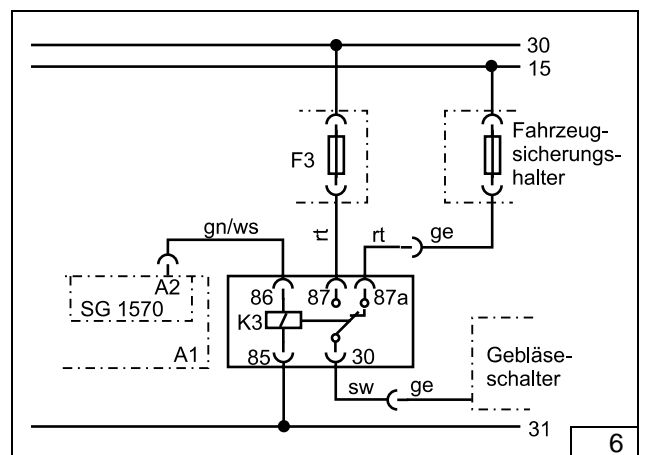 30
15
F3
Fahrzeug-
sicherungs-
halter
gn/ws
rt
rt
ge
A2
SG 1570
A1
86
87
87a
K3
85
30
Gebläse-
schalter
sw
ge
31
6